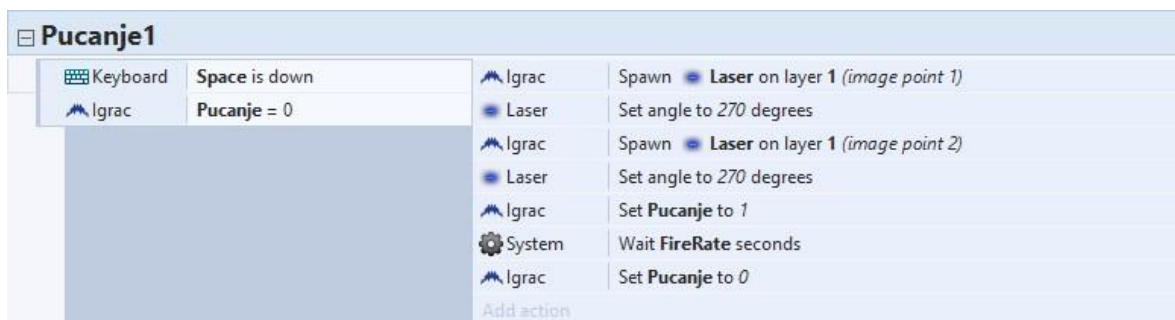 Pucanje1
Keyboard Space is down Igrac Spawn Laser on layer 1 (image point 1)
Igrac Pucanje = 0 Laser Set angle to 270 degrees
Igrac Spawn Laser on layer 1 (image point 2)
Laser Set angle to 270 degrees
Igrac Set Pucanje to 1
System Wait FireRate seconds
Igrac Set Pucanje to 0
Add action